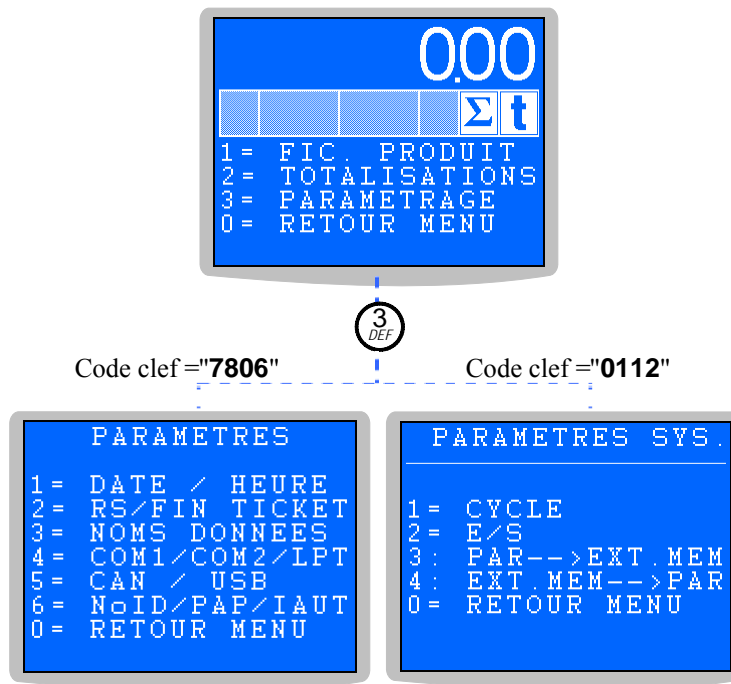 0.00
Σ t
1= FIC. PRODUIT
2= TOTALISATIONS
3= PARAMETRAGE
0= RETOUR MENU
3
DEF
Code clef ="7806"
Code clef ="0112"
PARAMETRES
1= DATE / HEURE
2= RS/FIN TICKET
3= NOMS DONNEES
4= COM1/COM2/LPT
5= CAN / USB
6= NoID/PAP/IAUT
0= RETOUR MENU
PARAMETRES SYS.
1= CYCLE
2= E/S
3: PAR-->EXT.MEM
4: EXT.MEM-->PAR
0= RETOUR MENU